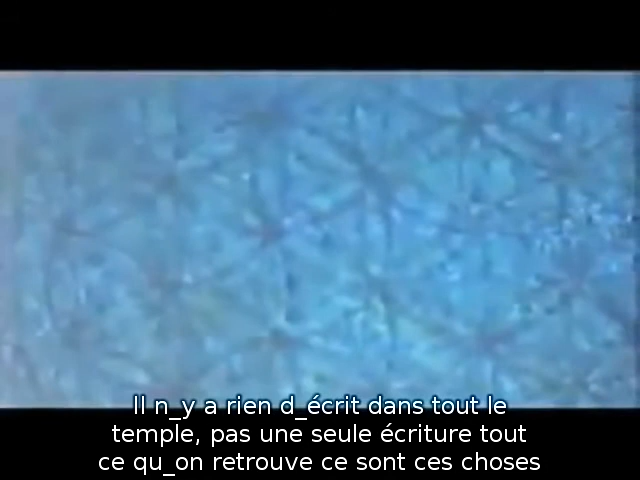 Il n_y a rien d_écrit dans tout le
temple, pas une seule écriture tout
ce qu_on retrouve ce sont ces choses